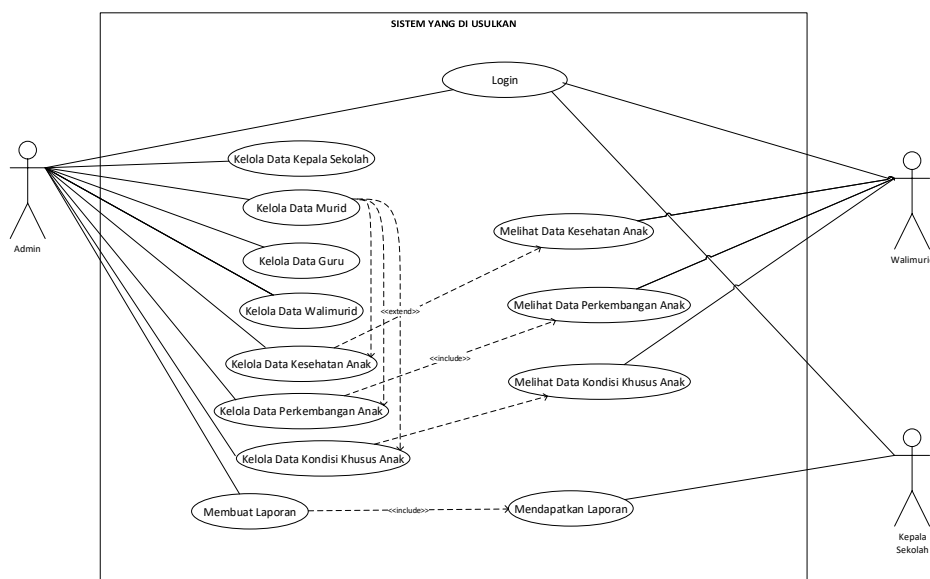 SISTEM YANG DI USULKAN
Login
Kelola Data Kepala Sekolah
Kelola Data Murid
Melihat Data Kesehatan Anak
Admin
Walimurid
Kelola Data Guru
Melihat Data Perkembangan Anak
Kelola Data Walimurid
<<extend>>
<<include>>
Kelola Data Kesehatan Anak
Melihat Data Kondisi Khusus Anak
Kelola Data Perkembangan Anak
Kelola Data Kondisi Khusus Anak
Membuat Laporan
<<include>>
Mendapatkan Laporan
Kepala
Sekolah